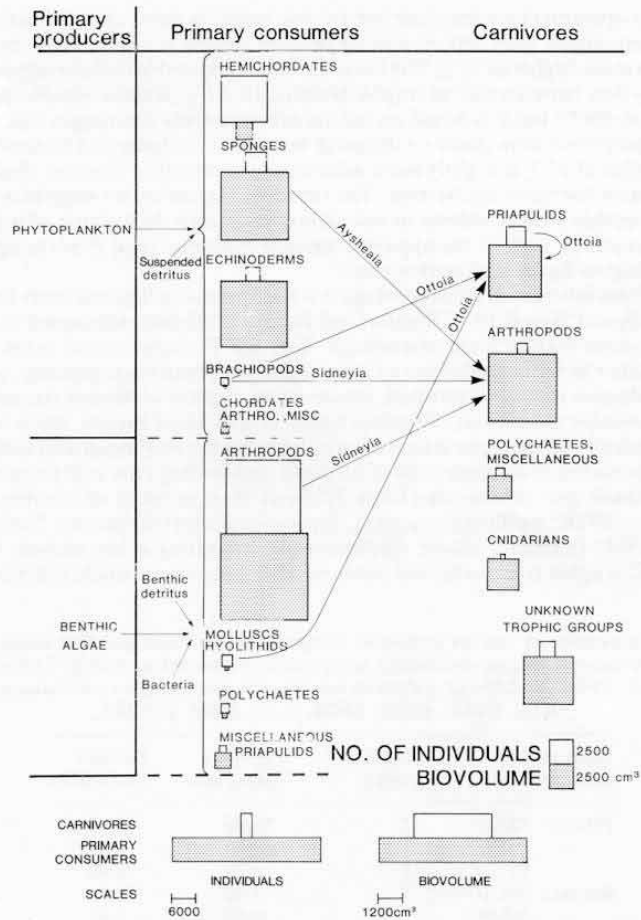 Primary producers
Primary consumers
Carnivores
HEMICHORDATES
SPONGES
PHYTOPLANKTON
Suspended detritus
ECHINODERMS
BRACHIOPODS
CHORDATES
ARTHRO., MISC
ARTHROPODS
Benthic detritus
BENTHIC ALGAE
Bacteria
MOLLUSCS
HYOLITHIDS
POLYCHAETES
MISCELLANEOUS
PRIAPULIDS
Aysheaia
Ottoia
Ottoia
Sidneyia
Sidneyia
PRIAPULIDS
Ottoia
ARTHROPODS
POLYCHAETES,
MISCELLANEOUS
CNIDARIANS
UNKNOWN
TROPHIC GROUPS
NO. OF INDIVIDUALS 2500
BIOVOLUME 2500 cm³
CARNIVORES
PRIMARY
CONSUMERS
INDIVIDUALS
BIOVOLUME
SCALES
6000
1200cm³